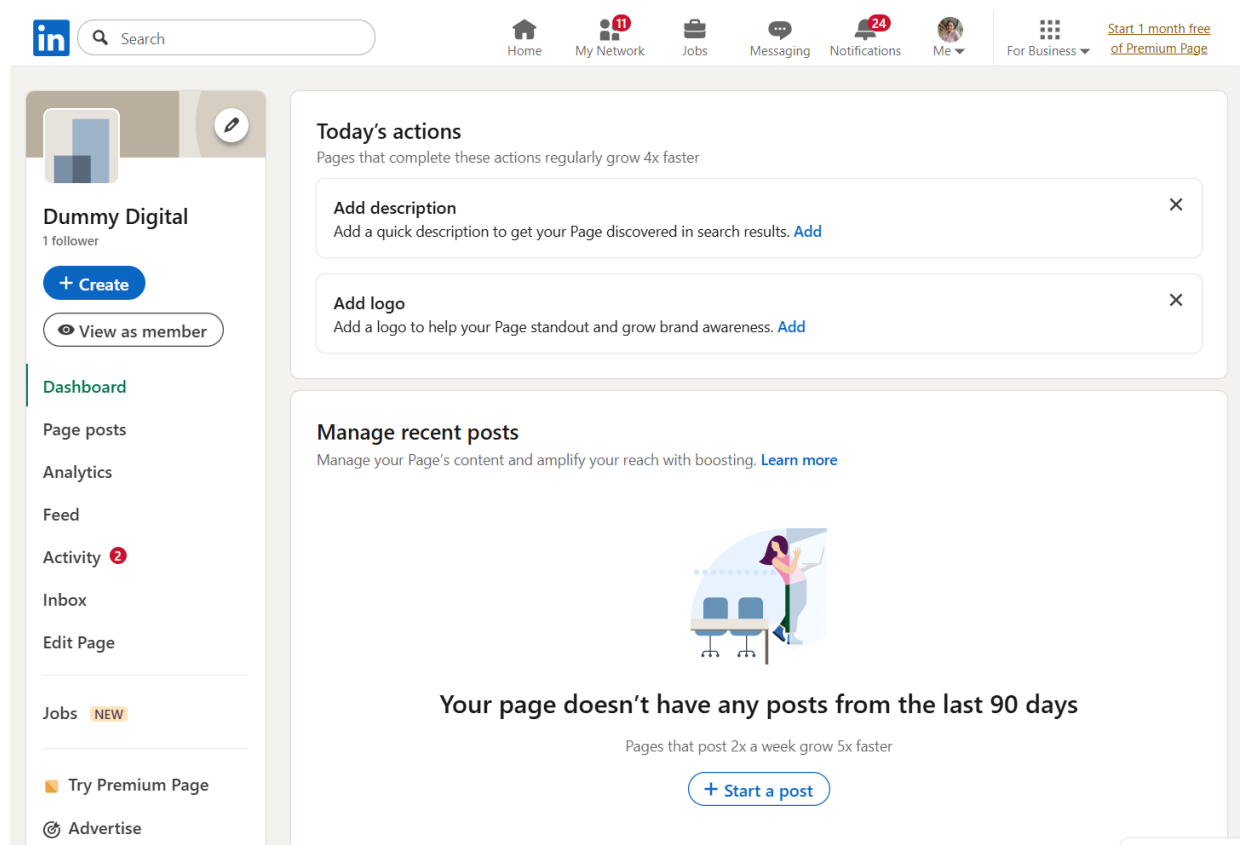 in
Search
Home
11
My Network
Jobs
Messaging
24
Notifications
Me
For Business
Start 1 month free
of Premium Page
Dummy Digital
1 follower
+ Create
View as member
Dashboard
Page posts
Analytics
Feed
Activity 2
Inbox
Edit Page
Jobs NEW
Try Premium Page
Advertise
Today's actions
Pages that complete these actions regularly grow 4x faster
Add description
Add a quick description to get your Page discovered in search results. Add
Add logo
Add a logo to help your Page standout and grow brand awareness. Add
Manage recent posts
Manage your Page's content and amplify your reach with boosting. Learn more
Your page doesn't have any posts from the last 90 days
Pages that post 2x a week grow 5x faster
+ Start a post